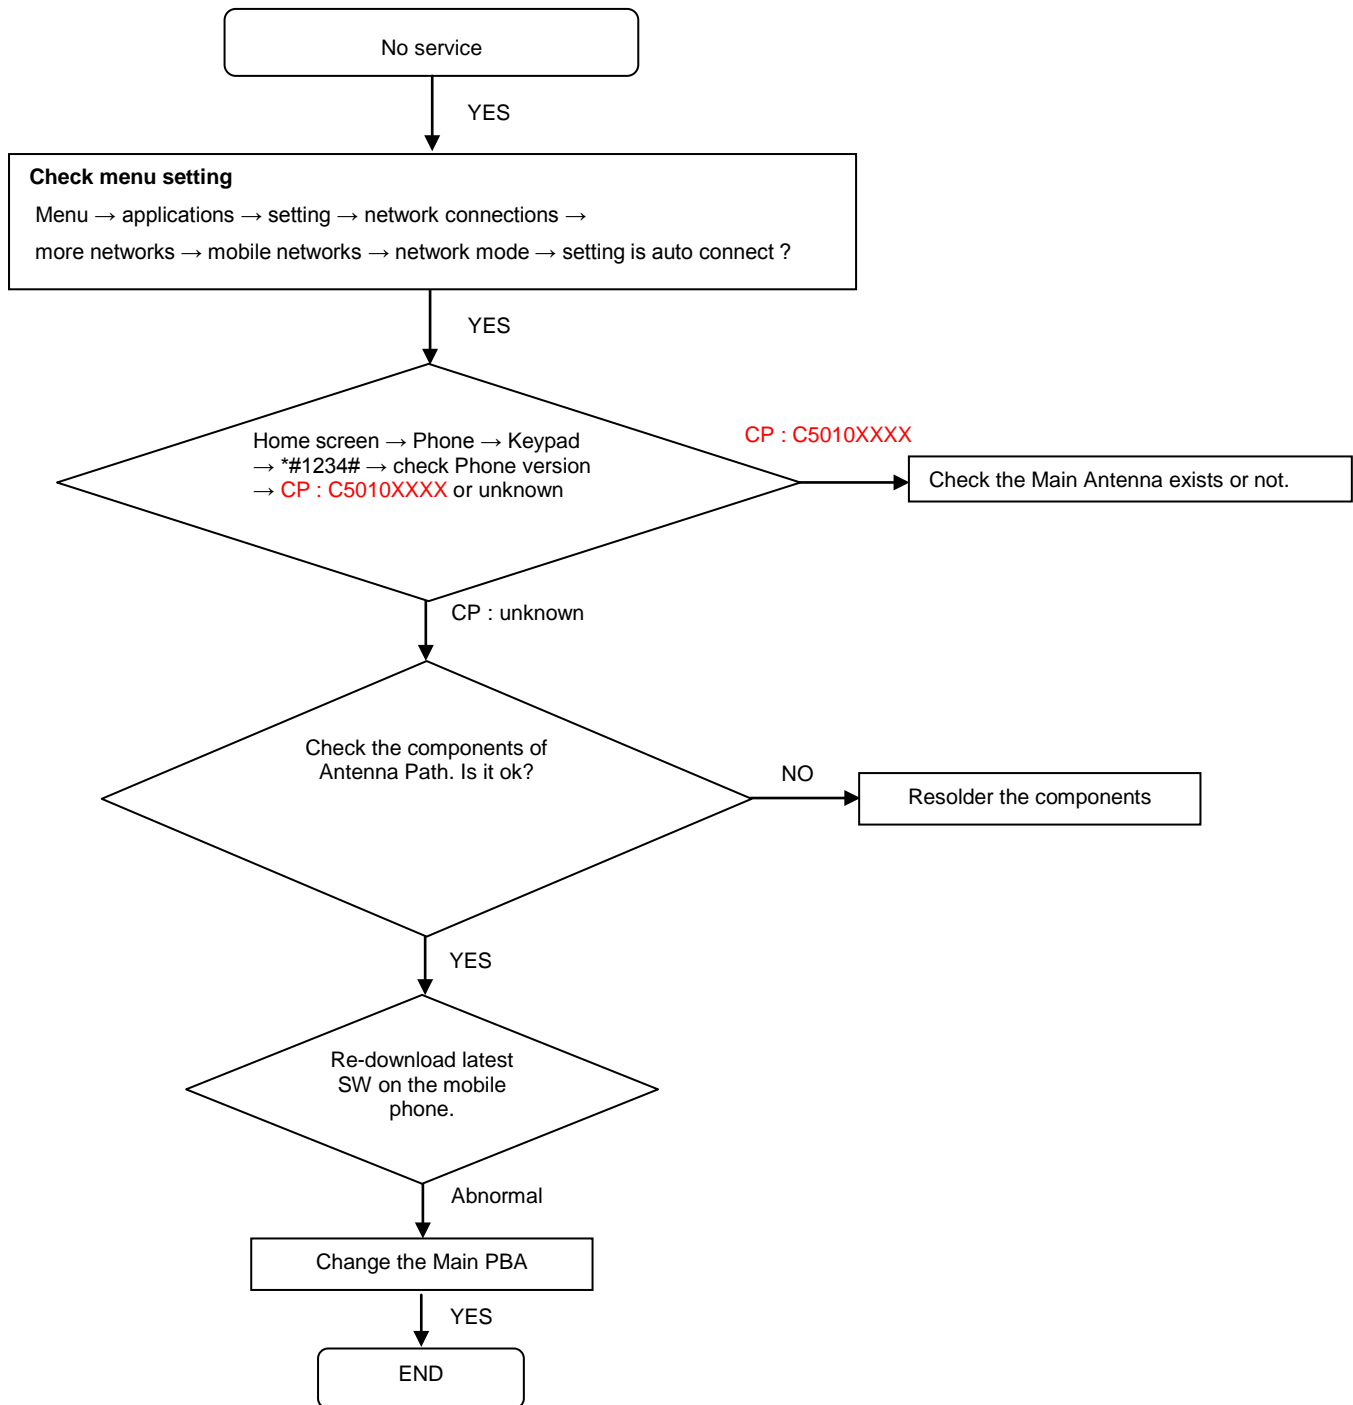 No service
YES
Check menu setting
Menu → applications → setting → network connections →
more networks → mobile networks → network mode → setting is auto connect ?
YES
Home screen → Phone → Keypad
→ *#1234# → check Phone version
→ CP : C5010XXXX or unknown
CP : C5010XXXX
Check the Main Antenna exists or not.
CP : unknown
Check the components of
Antenna Path. Is it ok?
NO
Resolder the components
YES
Re-download latest
SW on the mobile
phone.
Abnormal
Change the Main PBA
YES
END